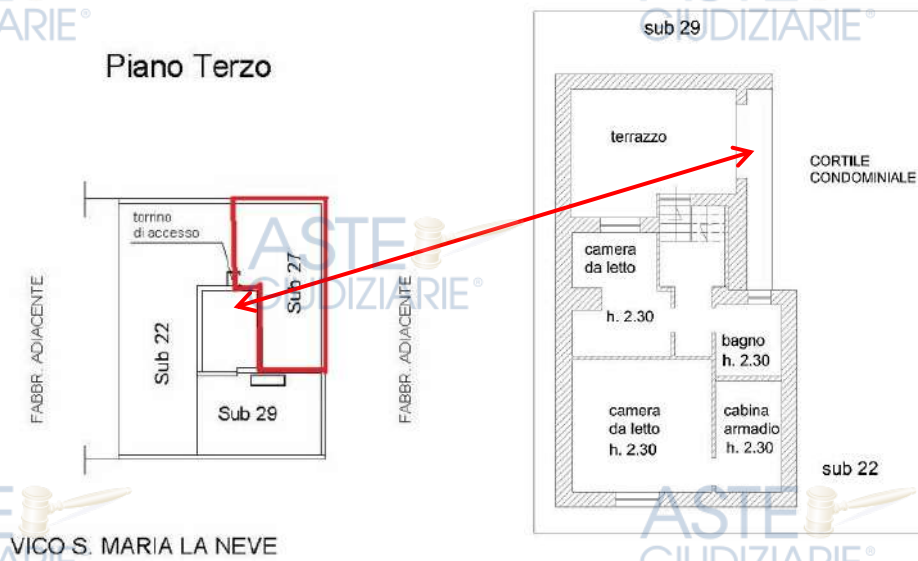 ARIE®
ASTE
GIUDIZIARIE®
Piano Terzo
torrino
di accesso
ASTE
GIUDIZIARIE®
FABBR. ADIACENTE
Sub 22
Sub 27
FABBR. ADIACENTE
Sub 29
VICO S. MARIA LA NEVE
sub 29
terrazzo
CORTILE
CONDOMINIALE
camera
da letto
h. 2.30
bagno
h. 2.30
camera
da letto
h. 2.30
cabina
armadio
h. 2.30
sub 22
ASTE
GIUDIZIARIE®